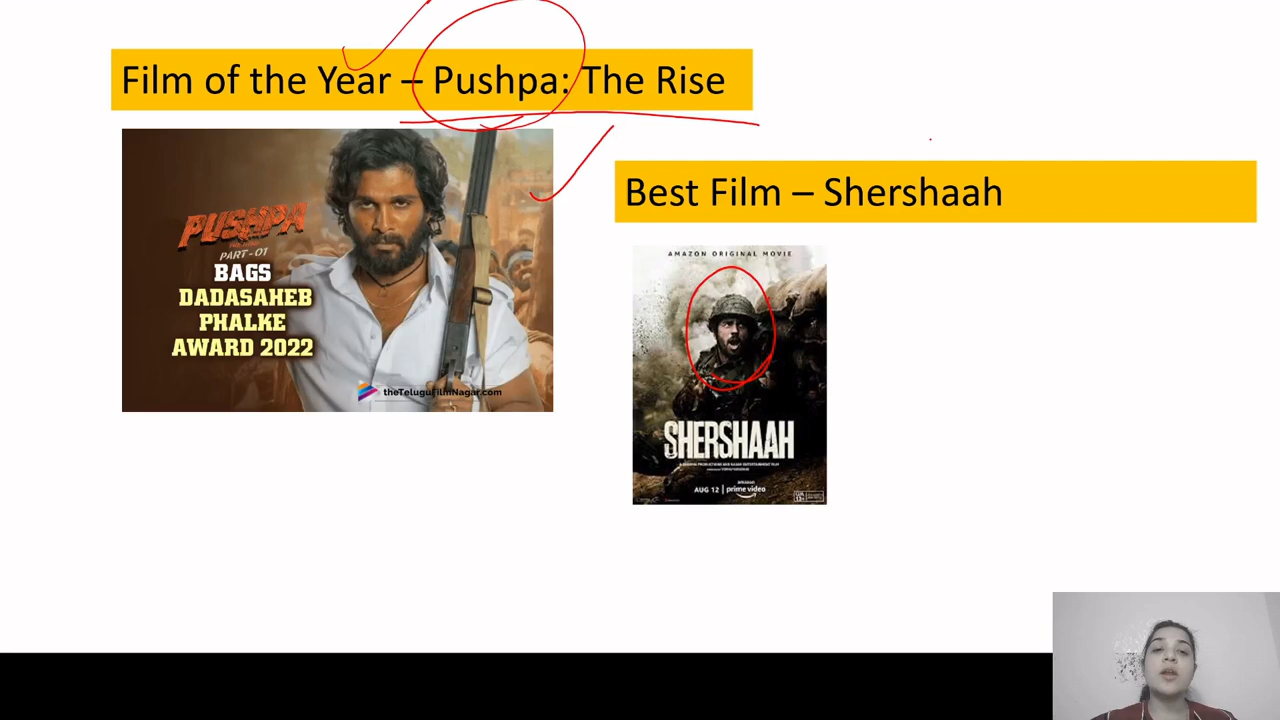 Film of the Year – Pushpa: The Rise
PUSHPA
PART-01
BAGS
DADASAHEB
PHALKE
AWARD 2022
theTeluguFilmNagar.com
Best Film – Shershaah
AMAZON ORIGINAL MOVIE
SHERSHAAH
AUG 12 | prime video